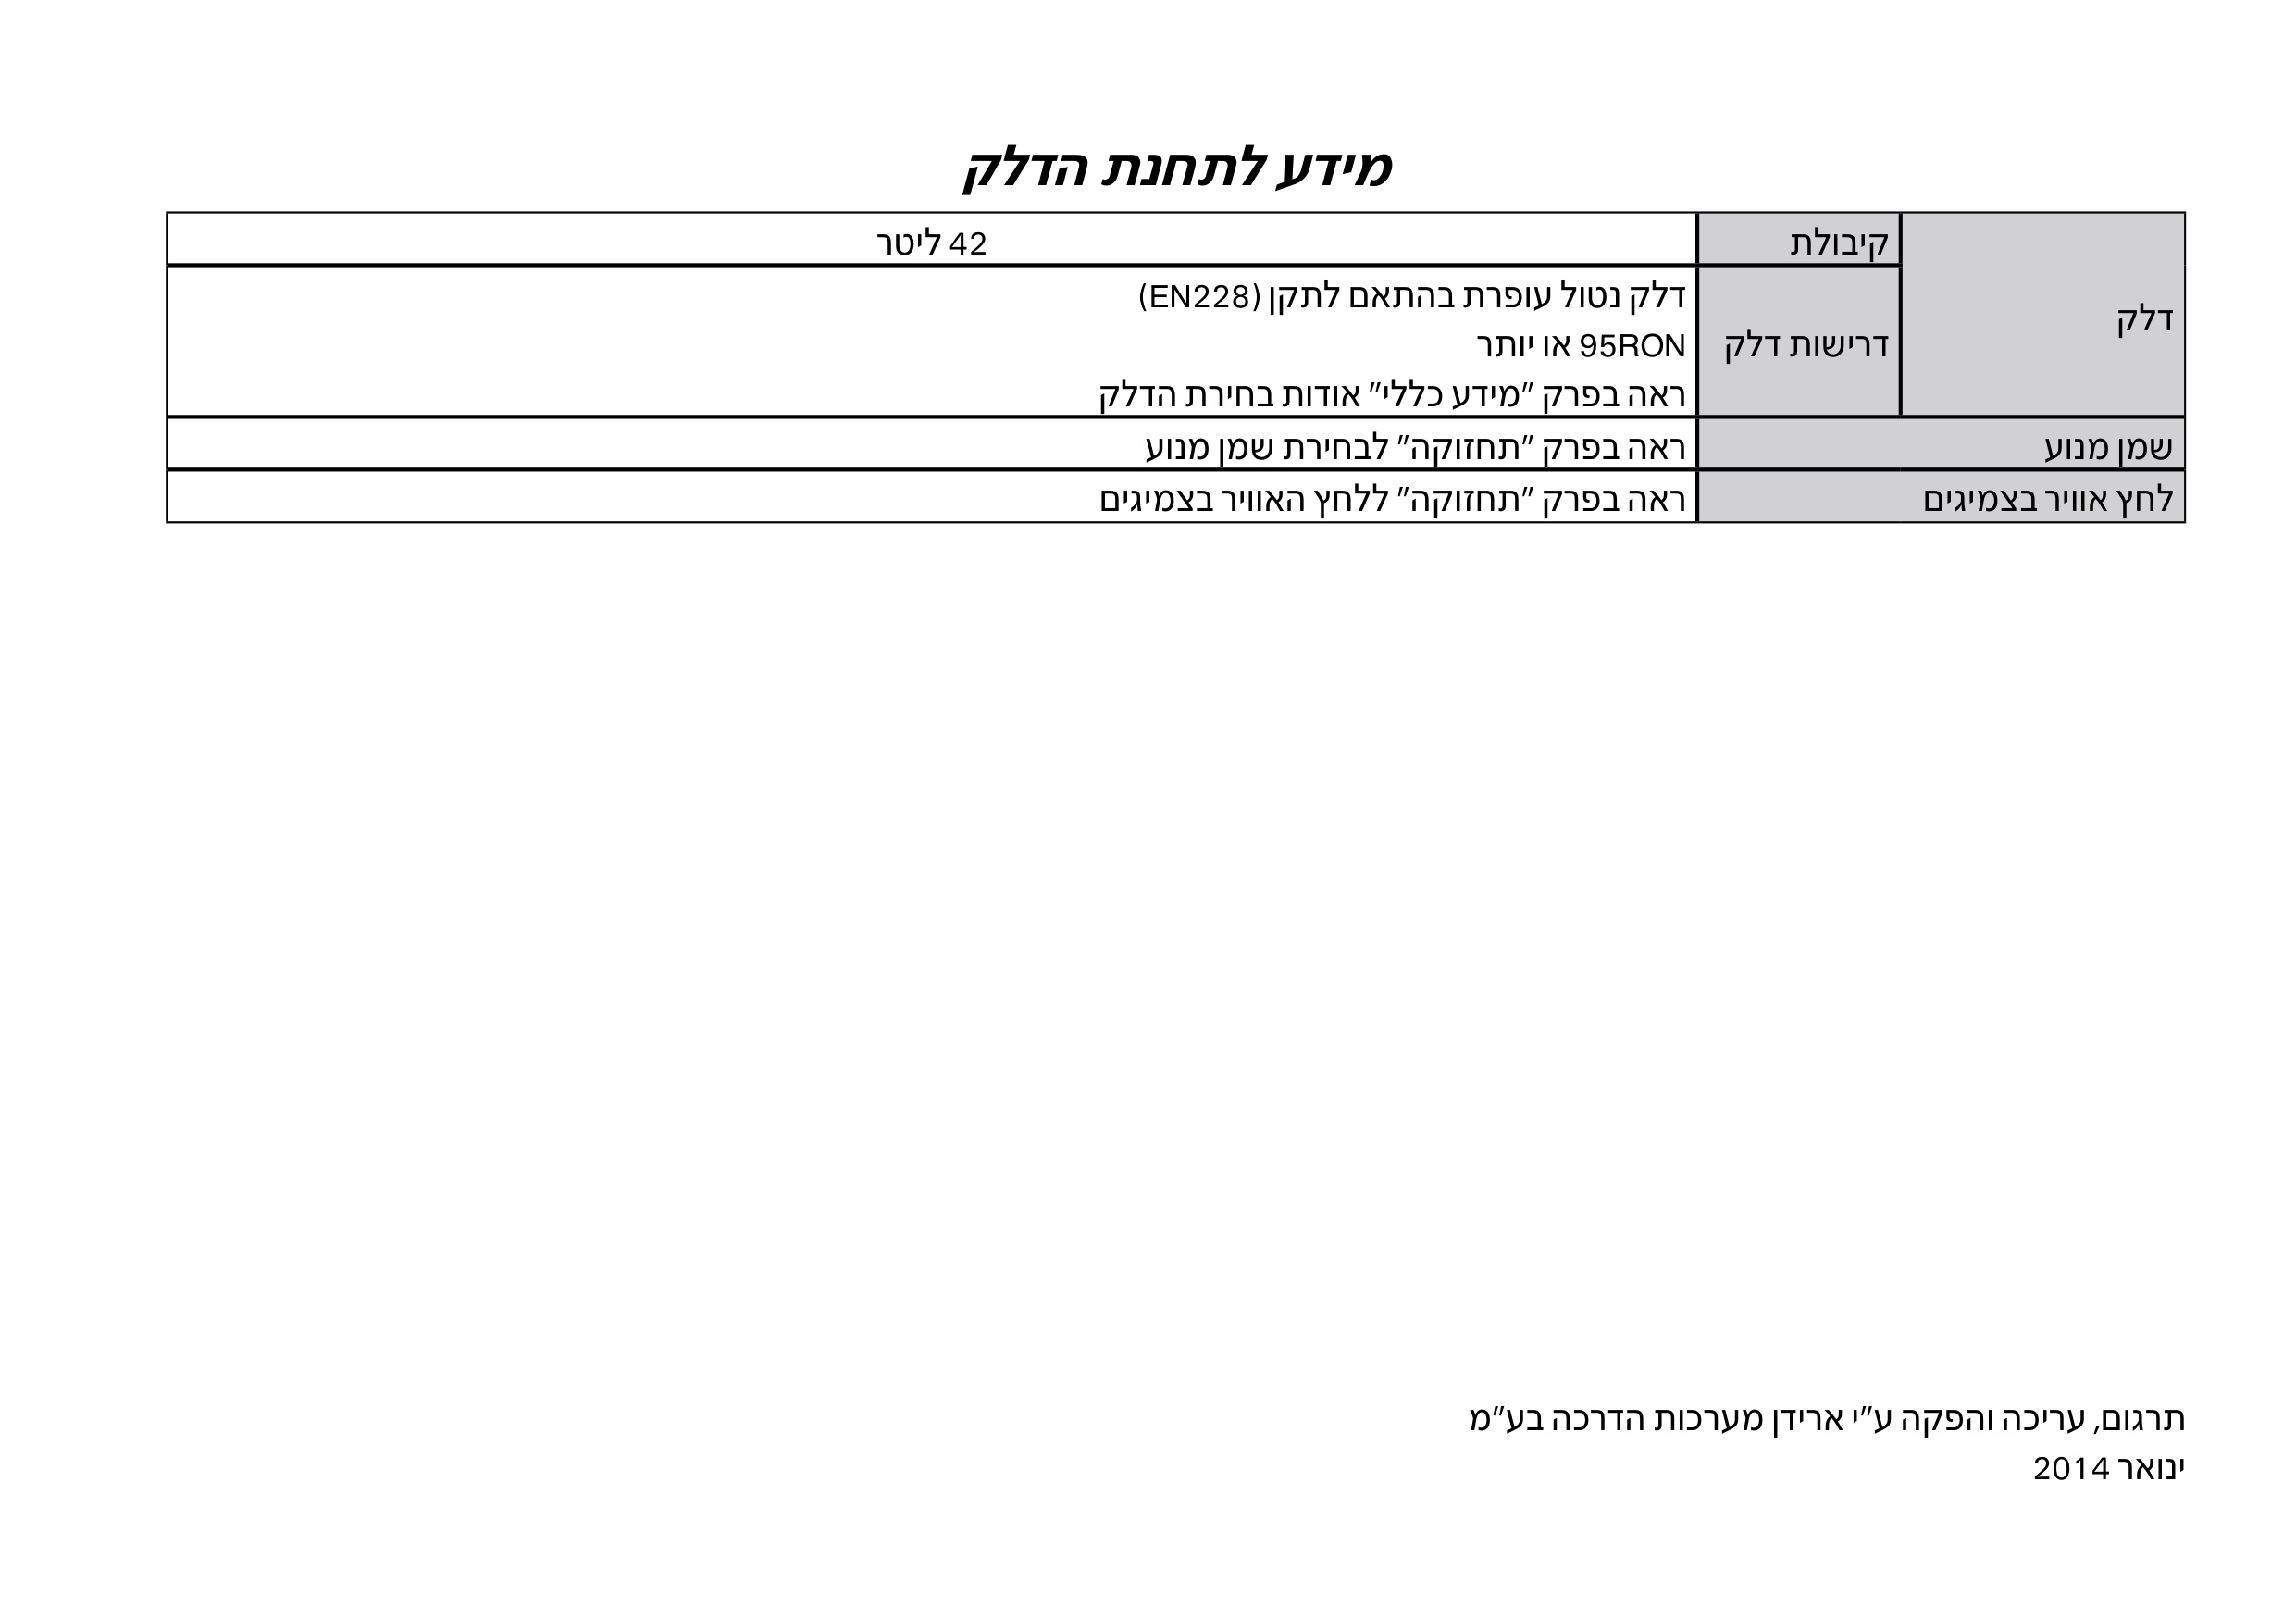 מידע לתחנת הדלק
דלק
קיבולת
42 ליטר
דרישות דלק
דלק נטול עופרת בהתאם לתקן (EN228)
95RON או יותר
ראה בפרק "מידע כללי" אודות בחירת הדלק
שמן מנוע
ראה בפרק "תחזוקה" לבחירת שמן מנוע
לחץ אוויר בצמיגים
ראה בפרק "תחזוקה" ללחץ האוויר בצמיגים
תרגום, עריכה והפקה ע"י ארידן מערכות הדרכה בע"מ
ינואר 2014